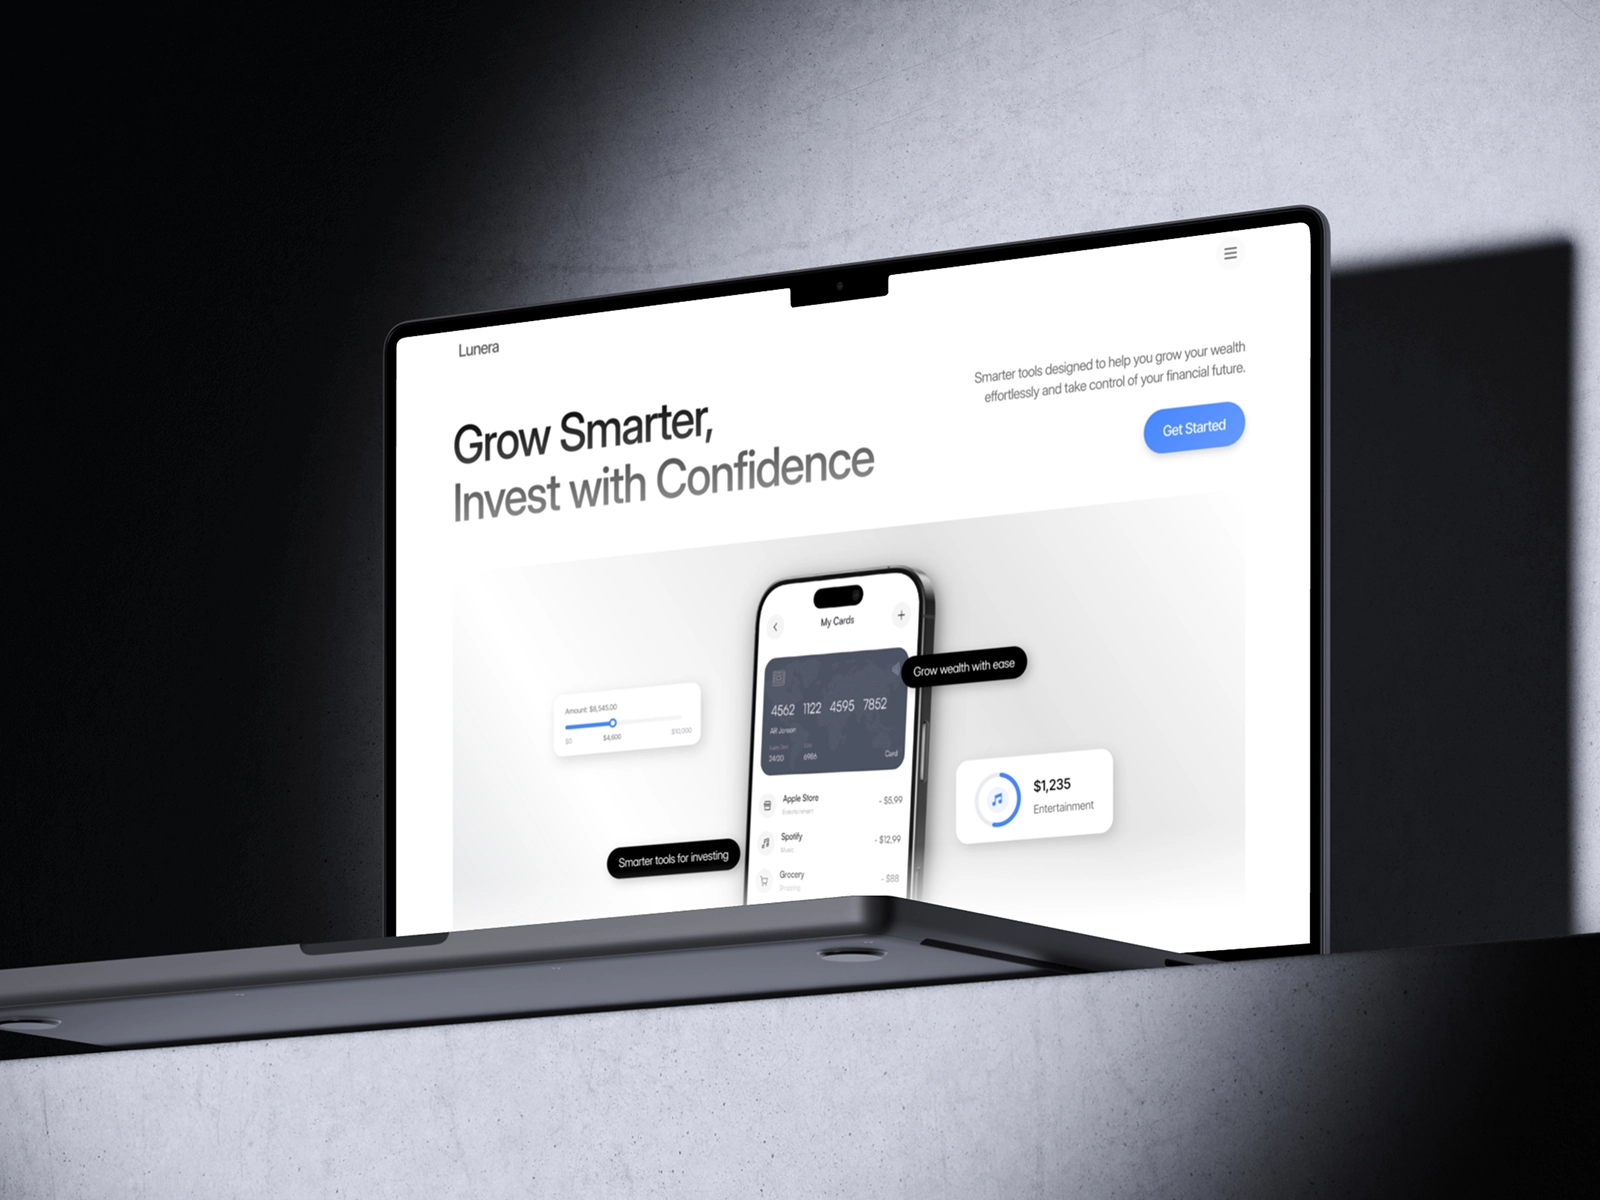 Lunera
Smarter tools designed to help you grow your wealth
effortlessly and take control of your financial future.
Get Started
Grow Smarter,
Invest with Confidence
My Cards
Grow wealth with ease
4562 1122 4595 7852
AR Jonson
24/30 6986
Card
Amount: $8,545.00
$0 $4,600 $10,000
Apple Store - $5,99
Entertainment
Spotify - $12,99
Music
Grocery - $88
Shopping
$1,235
Entertainment
Smarter tools for investing